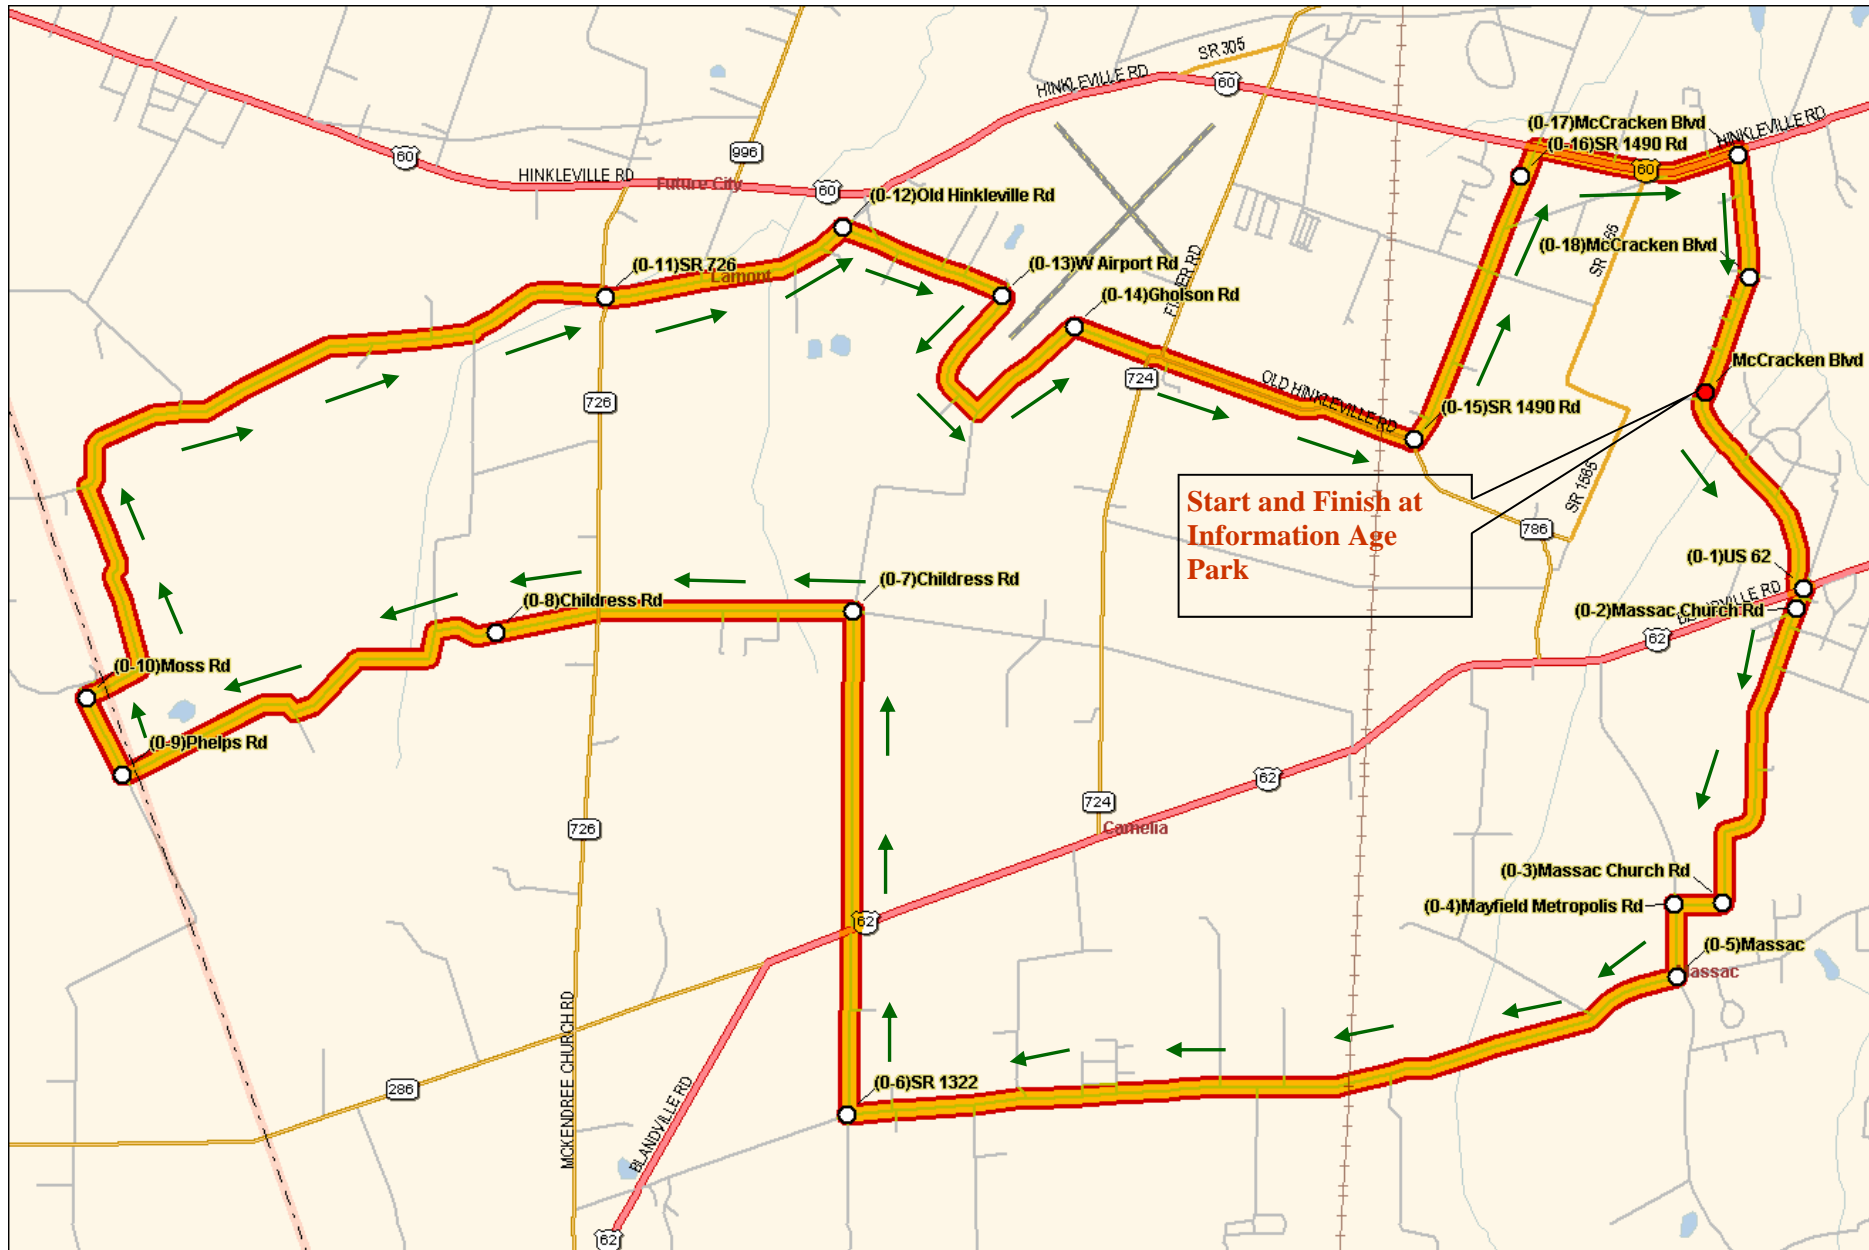 SR 305
HINKLEVILLE RD
60
(0-17)McCracken Blvd
HINKLEVILLE RD
(0-16)SR 1490 Rd
996
60
HINKLEVILLE RD
Future City
60
60
(0-12)Old Hinkleville Rd
(0-18)McCracken Blvd
(0-11)SR 726
Lamont
(0-13)W Airport Rd
(0-14)Gholson Rd
McCracken Blvd
724
OLD HINKLEVILLE RD
726
(0-15)SR 1490 Rd
SR 1565
Start and Finish at
Information Age
Park
786
(0-1)US 62
BLANDVILLE RD
(0-2)Massac Church Rd
62
(0-7)Childress Rd
(0-8)Childress Rd
(0-10)Moss Rd
(0-9)Phelps Rd
62
724
Camelia
726
(0-3)Massac Church Rd
(0-4)Mayfield Metropolis Rd
62
(0-5)Massac
MCKENDREE CHURCH RD
286
(0-6)SR 1322
BLANDVILLE RD
62